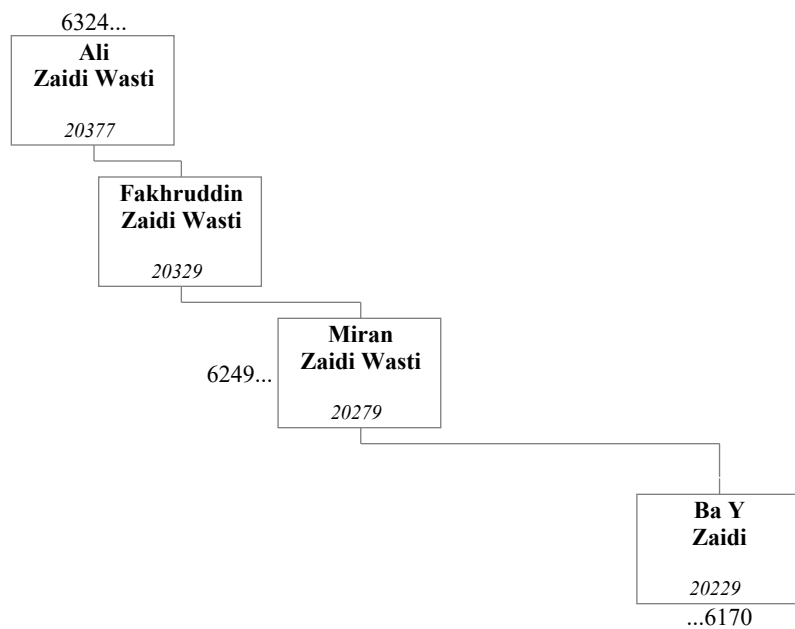 6324...
Ali
Zaidi Wasti
20377
Fakhruddin
Zaidi Wasti
20329
Miran
Zaidi Wasti
6249...
20279
Ba Y
Zaidi
20229
...6170